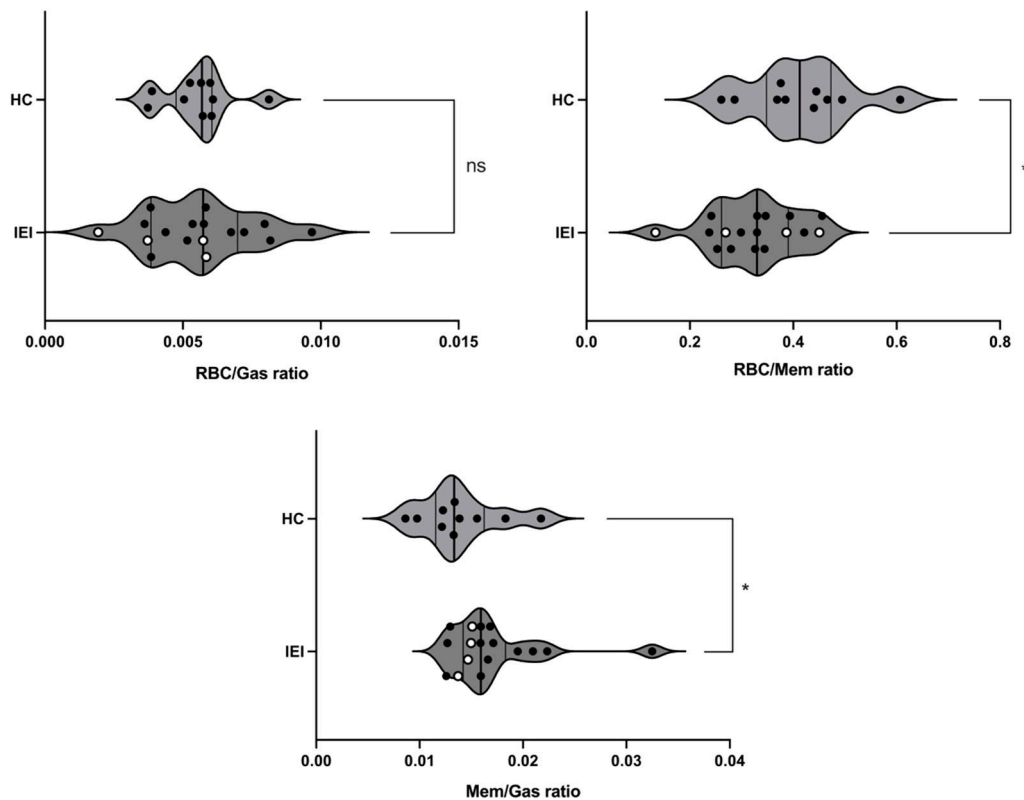 HC
ns
IEI
0.000 0.005 0.010 0.015
RBC/Gas ratio
HC
IEI
0.0 0.2 0.4 0.6 0.8
RBC/Mem ratio
HC
*
IEI
0.00 0.01 0.02 0.03 0.04
Mem/Gas ratio